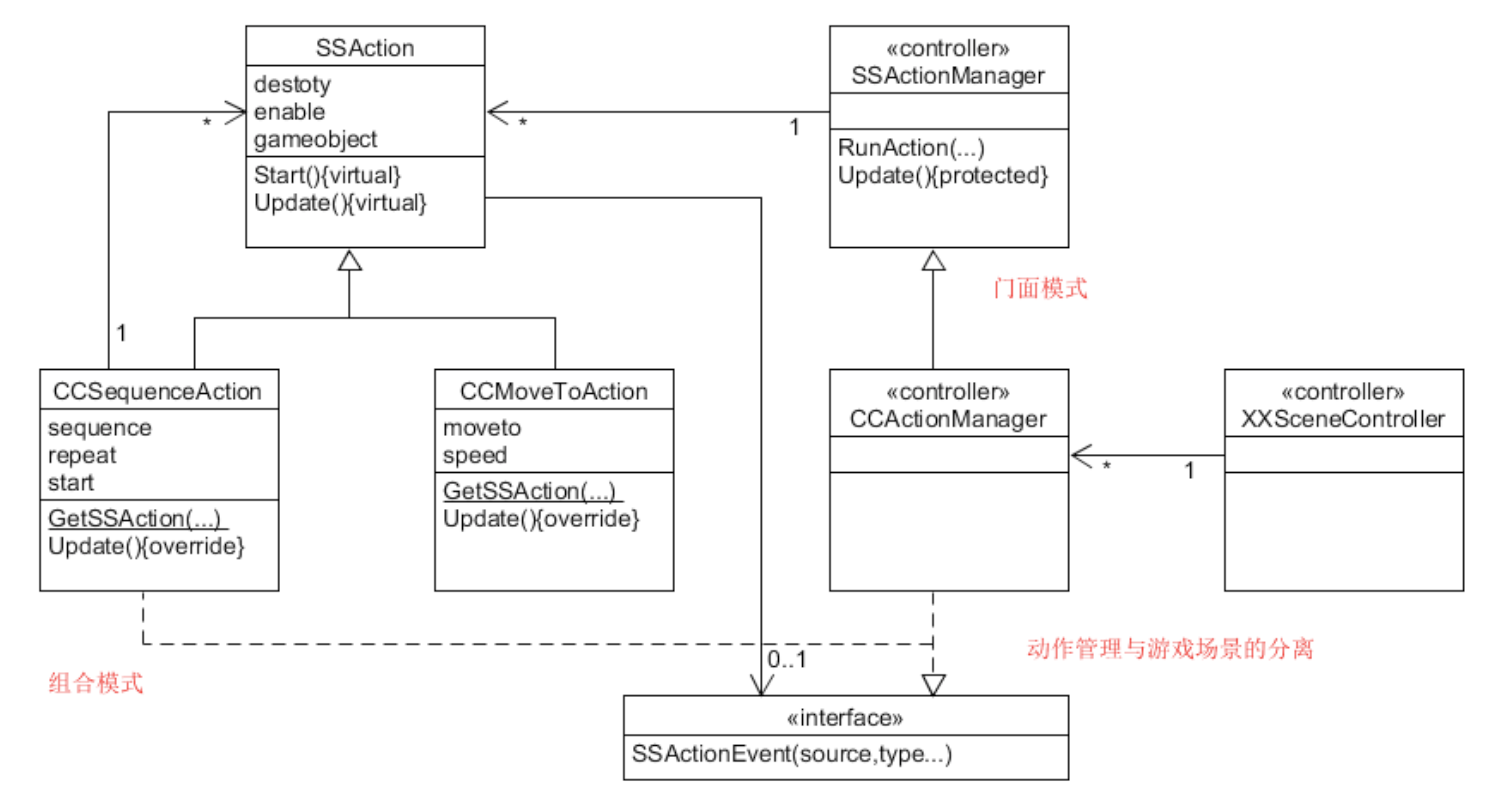 SSAction
destoty
enable
gameobject
Start(){virtual}
Update(){virtual}
«controller»
SSActionManager
RunAction(...)
Update(){protected}
*
*
1
门面模式
1
CCSequenceAction
sequence
repeat
start
GetSSAction(...)
Update(){override}
CCMoveToAction
moveto
speed
GetSSAction(...)
Update(){override}
«controller»
CCActionManager
*
1
«controller»
XXSceneController
组合模式
动作管理与游戏场景的分离
0..1
«interface»
SSActionEvent(source,type...)